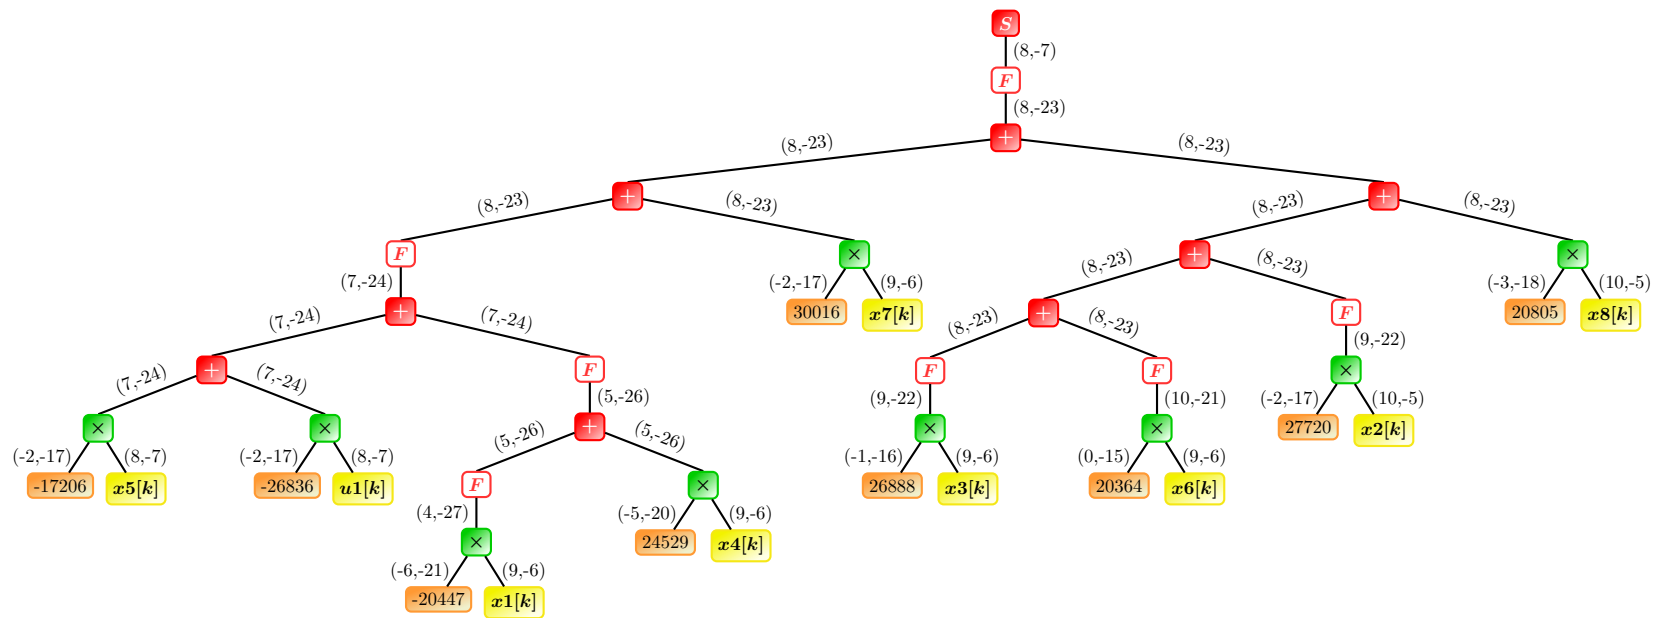 S
(8,-7)
F
(8,-23)
+
(8,-23) (8,-23)
+ +
(8,-23) (8,-23) (8,-23) (8,-23)
F × + ×
(7,-24) (-2,-17) (9,-6) (8,-23) (8,-23) (-3,-18) (10,-5)
+ 30016 x7[k] + F 20805 x8[k]
(7,-24) (7,-24) (8,-23) (8,-23) (9,-22)
+ F F F ×
(7,-24) (7,-24) (5,-26) (9,-22) (10,-21) (-2,-17) (10,-5)
× × + × × 27720 x2[k]
(-2,-17) (8,-7) (-2,-17) (8,-7) (5,-26) (5,-26) (-1,-16) (9,-6) (0,-15) (9,-6)
-17206 x5[k] -26836 u1[k] F × 26888 x3[k] 20364 x6[k]
(4,-27) (-5,-20) (9,-6)
× 24529 x4[k]
(-6,-21) (9,-6)
-20447 x1[k]